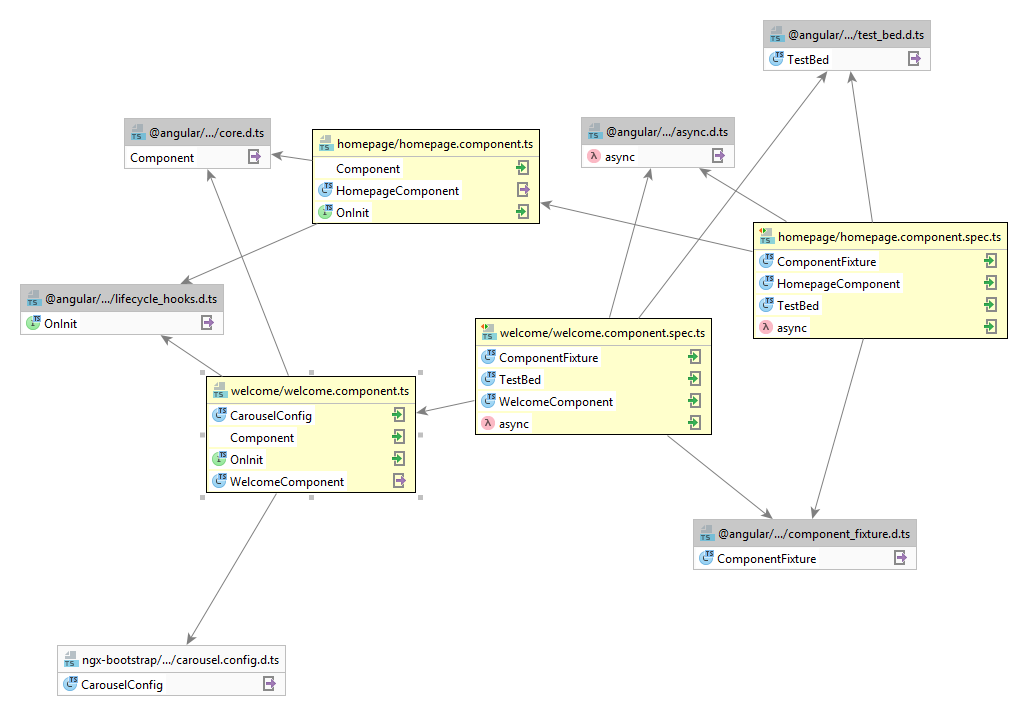 @angular/.../test_bed.d.ts
TestBed
@angular/.../core.d.ts
Component
homepage/homepage.component.ts
Component
HomepageComponent
OnInit
@angular/.../async.d.ts
async
homepage/homepage.component.spec.ts
ComponentFixture
HomepageComponent
TestBed
async
@angular/.../lifecycle_hooks.d.ts
OnInit
welcome/welcome.component.spec.ts
ComponentFixture
TestBed
WelcomeComponent
async
welcome/welcome.component.ts
CarouselConfig
Component
OnInit
WelcomeComponent
@angular/.../component_fixture.d.ts
ComponentFixture
ngx-bootstrap/.../carousel.config.d.ts
CarouselConfig